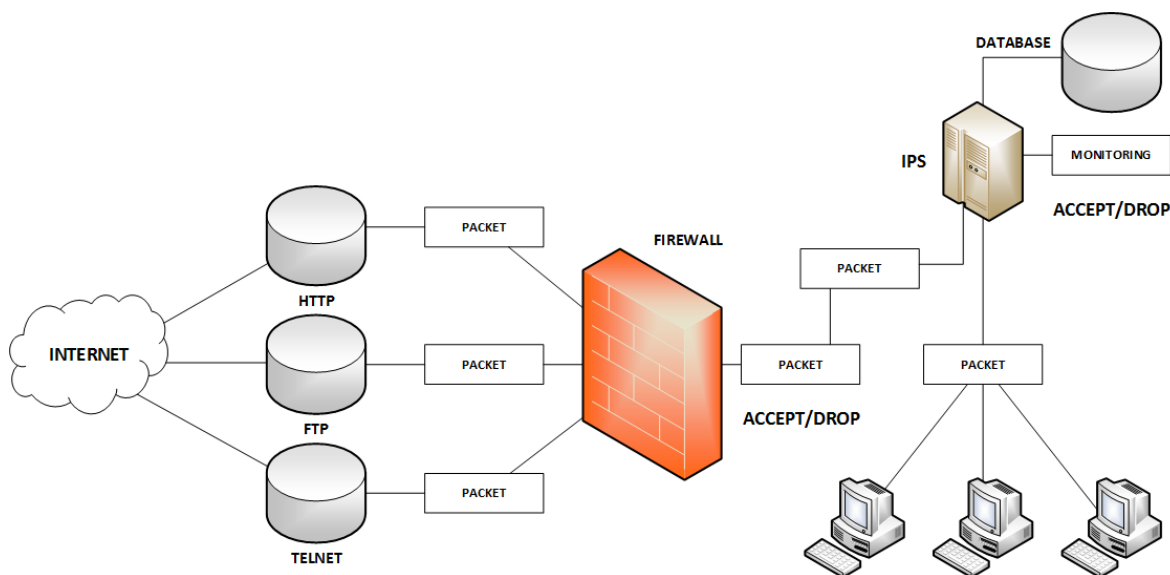 DATABASE
IPS
MONITORING
ACCEPT/DROP
PACKET
HTTP
FIREWALL
PACKET
INTERNET
PACKET
FTP
PACKET
ACCEPT/DROP
PACKET
PACKET
TELNET